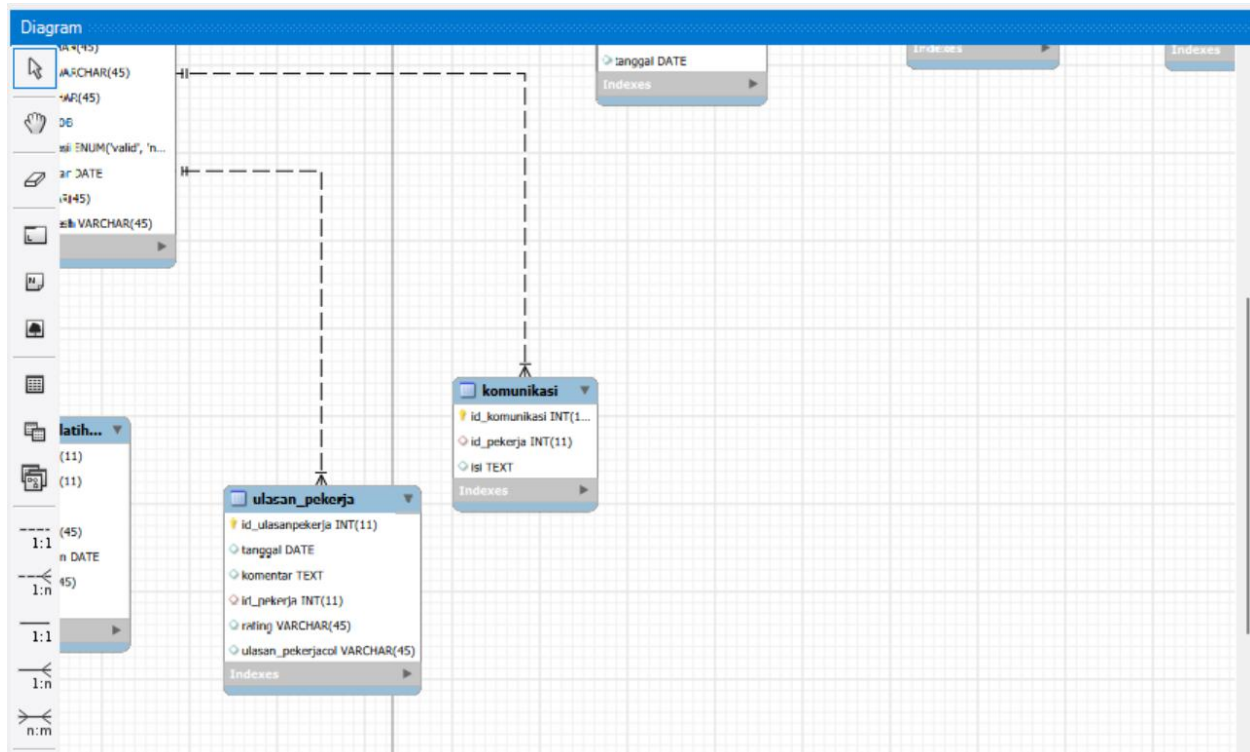 Diagram
VARCHAR(45)
ENUM('valid', 'n...
DATE
VARCHAR(45)
tanggal DATE
Indexes
Indexes
Indexes
komunikasi
id_komunikasi INT(1...
id_pekerja INT(11)
isi TEXT
Indexes
latih...
(11)
(11)
(45)
n DATE
45)
ulasan_pekerja
id_ulasanpekerja INT(11)
tanggal DATE
komentar TEXT
id_pekerja INT(11)
rating VARCHAR(45)
ulasan_pekerjacol VARCHAR(45)
Indexes
1:1
1:n
1:1
1:n
n:m